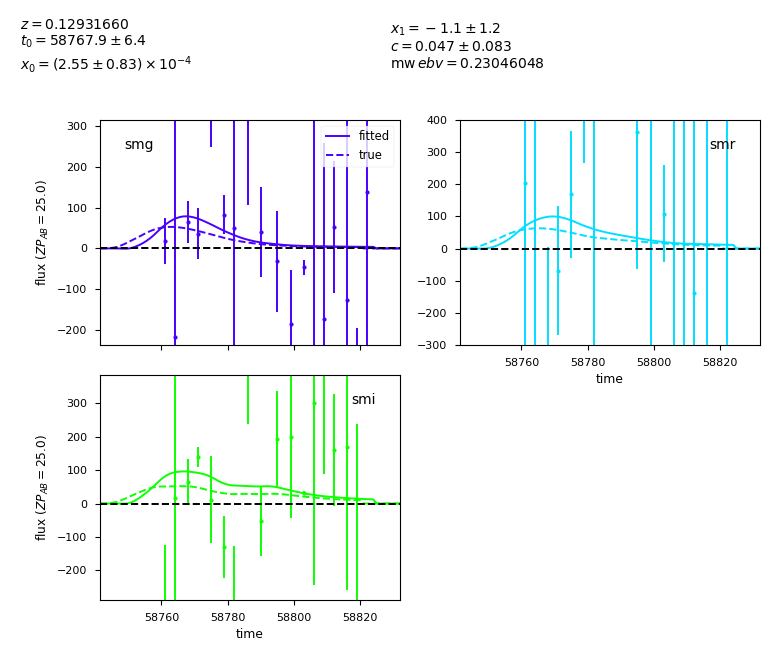 z = 0.12931660
t₀ = 58767.9 ± 6.4
x₀ = (2.55 ± 0.83) × 10⁻⁴
x₁ = −1.1 ± 1.2
c = 0.047 ± 0.083
mw ebv = 0.23046048
smg
fitted
true
300
200
100
0
−100
−200
flux (ZP_AB = 25.0)
smr
400
300
200
100
0
−100
−200
−300
58760 58780 58800 58820
time
smi
300
200
100
0
−100
−200
flux (ZP_AB = 25.0)
58760 58780 58800 58820
time